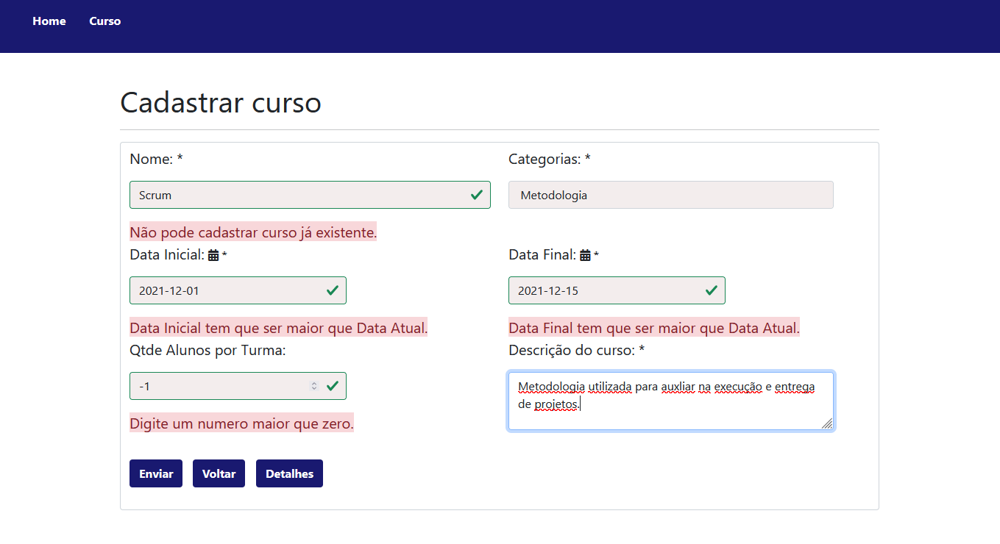 Home Curso
Cadastrar curso
Nome: * Categorias: *
Scrum Metodologia
Não pode cadastrar curso já existente.
Data Inicial: * Data Final: *
2021-12-01 2021-12-15
Data Inicial tem que ser maior que Data Atual. Data Final tem que ser maior que Data Atual.
Qtde Alunos por Turma: Descrição do curso: *
-1 Metodologia utilizada para auxliar na execução e entrega
de projetos.
Digite um numero maior que zero.
Enviar Voltar Detalhes